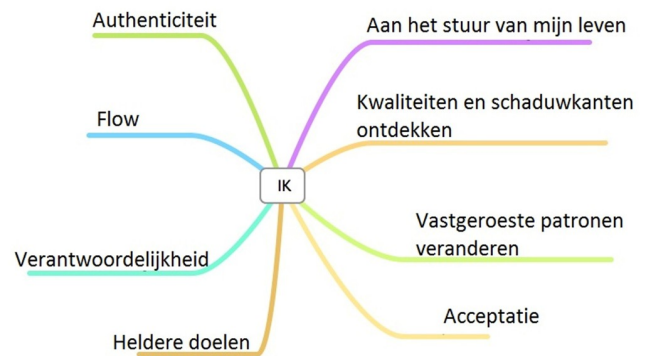 Authenticiteit
Aan het stuur van mijn leven
Kwaliteiten en schaduwkanten
ontdekken
Flow
IK
Vastgeroeste patronen
veranderen
Verantwoordelijkheid
Acceptatie
Heldere doelen